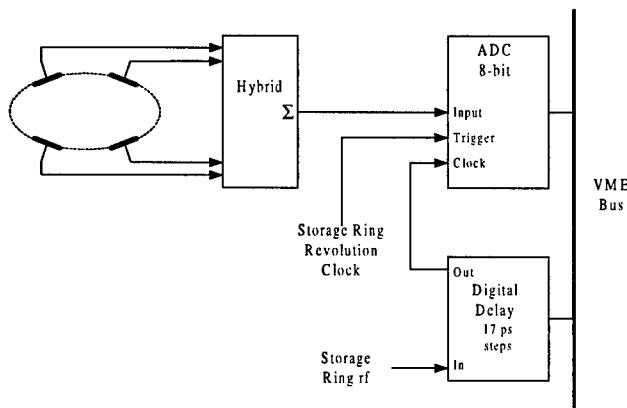 ADC
8-bit
Hybrid
Σ
Input
Trigger
Clock
VME
Bus
Storage Ring
Revolution
Clock
Out
Digital
Delay
17 ps
steps
In
Storage
Ring rf